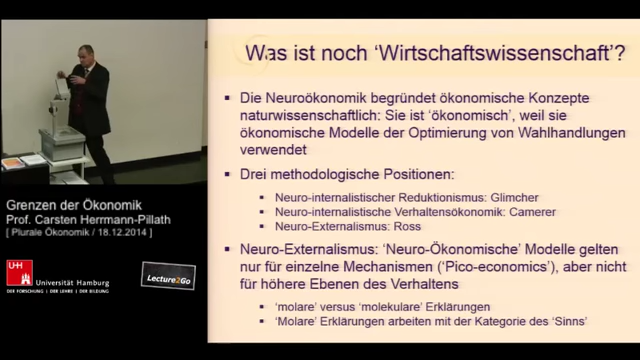 Was ist noch 'Wirtschaftswissenschaft'?
Die Neuroökonomik begründet ökonomische Konzepte
naturwissenschaftlich: Sie ist 'ökonomisch', weil sie
ökonomische Modelle der Optimierung von Wahlhandlungen
verwendet
Drei methodologische Positionen:
Neuro-internalistischer Reduktionismus: Glimcher
Neuro-internalistische Verhaltensökonomik: Camerer
Neuro-Externalismus: Ross
Neuro-Externalismus: 'Neuro-Ökonomische' Modelle gelten
nur für einzelne Mechanismen ('Pico-economics'), aber nicht
für höhere Ebenen des Verhaltens
'molare' versus 'molekulare' Erklärungen
'Molare' Erklärungen arbeiten mit der Kategorie des 'Sinns'
Grenzen der Ökonomik
Prof. Carsten Herrmann-Pillath
[ Plurale Ökonomik / 18.12.2014 ]
UH
Universität Hamburg
DER FORSCHUNG | DER LEHRE | DER BILDUNG
Lecture2Go